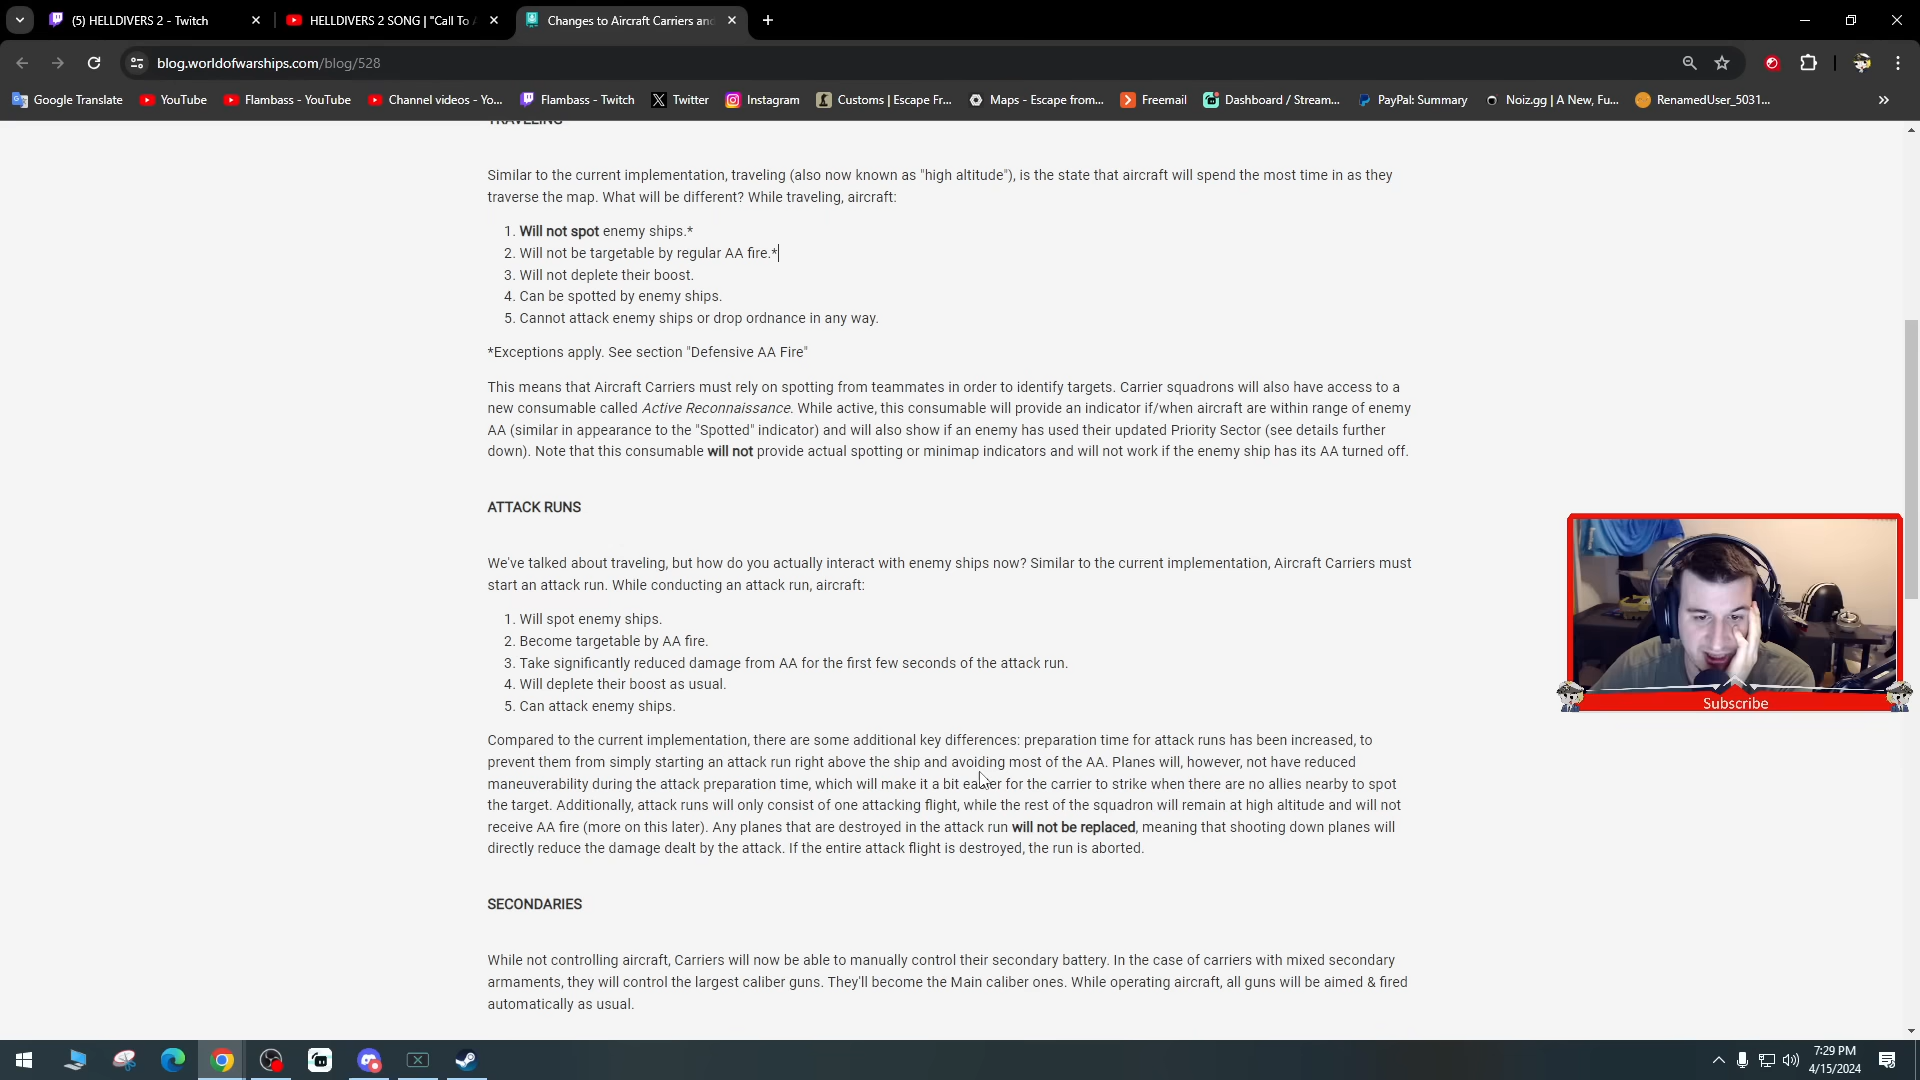 (5) HELLDIVERS 2 - Twitch
HELLDIVERS 2 SONG | "Call To
Changes to Aircraft Carriers and
blog.worldofwarships.com/blog/528
Google Translate
YouTube
Flambass - YouTube
Channel videos - Yo...
Flambass - Twitch
Twitter
Instagram
Customs | Escape Fr...
Maps - Escape from...
Freemail
Dashboard / Stream...
PayPal: Summary
Noiz.gg | A New, Fu...
RenamedUser_5031...
TRAVELING
Similar to the current implementation, traveling (also now known as "high altitude"), is the state that aircraft will spend the most time in as they
traverse the map. What will be different? While traveling, aircraft:
1. Will not spot enemy ships.*
2. Will not be targetable by regular AA fire.*
3. Will not deplete their boost.
4. Can be spotted by enemy ships.
5. Cannot attack enemy ships or drop ordnance in any way.
*Exceptions apply. See section "Defensive AA Fire"
This means that Aircraft Carriers must rely on spotting from teammates in order to identify targets. Carrier squadrons will also have access to a
new consumable called Active Reconnaissance. While active, this consumable will provide an indicator if/when aircraft are within range of enemy
AA (similar in appearance to the "Spotted" indicator) and will also show if an enemy has used their updated Priority Sector (see details further
down). Note that this consumable will not provide actual spotting or minimap indicators and will not work if the enemy ship has its AA turned off.
ATTACK RUNS
We've talked about traveling, but how do you actually interact with enemy ships now? Similar to the current implementation, Aircraft Carriers must
start an attack run. While conducting an attack run, aircraft:
1. Will spot enemy ships.
2. Become targetable by AA fire.
3. Take significantly reduced damage from AA for the first few seconds of the attack run.
4. Will deplete their boost as usual.
5. Can attack enemy ships.
Compared to the current implementation, there are some additional key differences: preparation time for attack runs has been increased, to
prevent them from simply starting an attack run right above the ship and avoiding most of the AA. Planes will, however, not have reduced
maneuverability during the attack preparation time, which will make it a bit easier for the carrier to strike when there are no allies nearby to spot
the target. Additionally, attack runs will only consist of one attacking flight, while the rest of the squadron will remain at high altitude and will not
receive AA fire (more on this later). Any planes that are destroyed in the attack run will not be replaced, meaning that shooting down planes will
directly reduce the damage dealt by the attack. If the entire attack flight is destroyed, the run is aborted.
SECONDARIES
While not controlling aircraft, Carriers will now be able to manually control their secondary battery. In the case of carriers with mixed secondary
armaments, they will control the largest caliber guns. They'll become the Main caliber ones. While operating aircraft, all guns will be aimed & fired
automatically as usual.
Subscribe
7:29 PM
4/15/2024